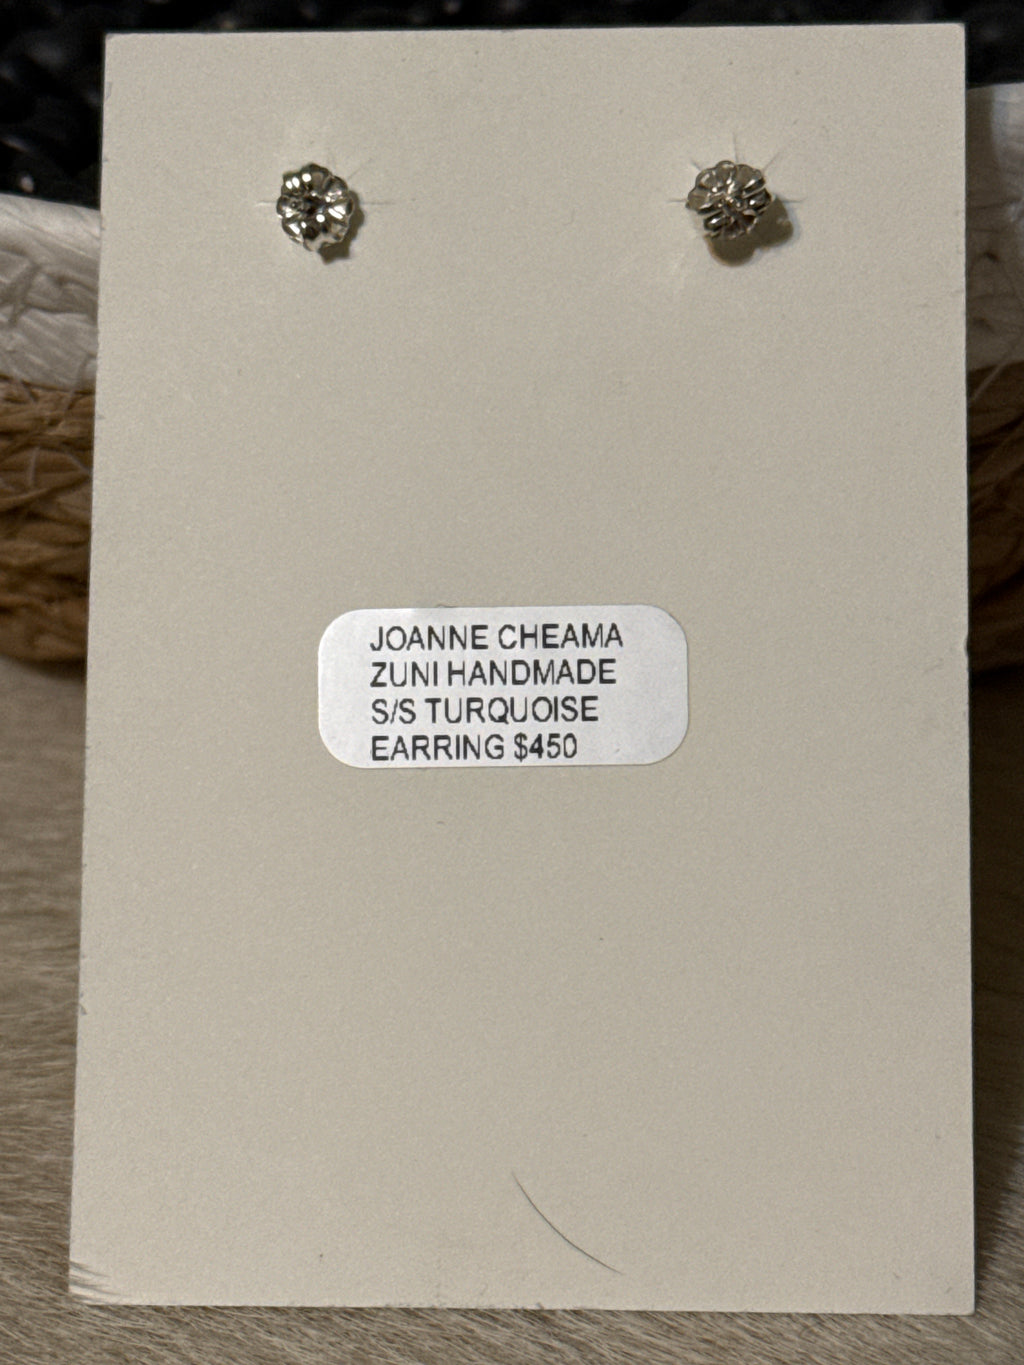 JOANNE CHEAMA
ZUNI HANDMADE
S/S TURQUOISE
EARRING $450